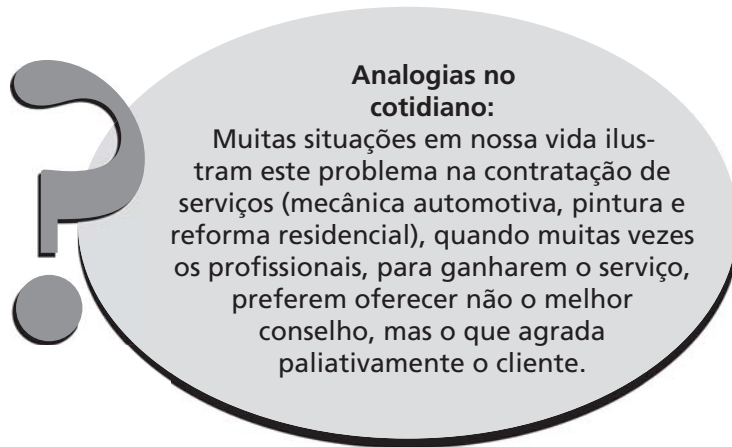 Analogias no
cotidiano:
Muitas situações em nossa vida ilus-
tram este problema na contratação de
serviços (mecânica automotiva, pintura e
reforma residencial), quando muitas vezes
os profissionais, para ganharem o serviço,
preferem oferecer não o melhor
conselho, mas o que agrada
paliativamente o cliente.